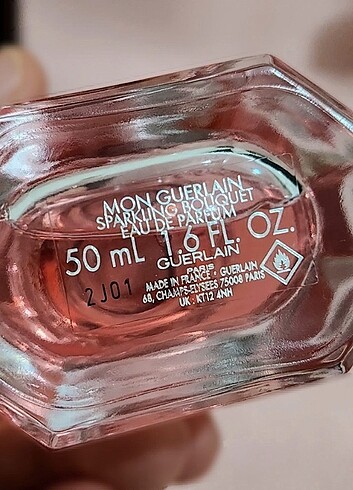 MON GUERLAIN
SPARKLING BOUQUET
EAU DE PARFUM
50 mL 1.6 FL. OZ.
GUERLAIN
PARIS
2J01
MADE IN FRANCE • GUERLAIN
68, CHAMPS-ELYSEES 75008 PARIS
UK : KT12 4NH